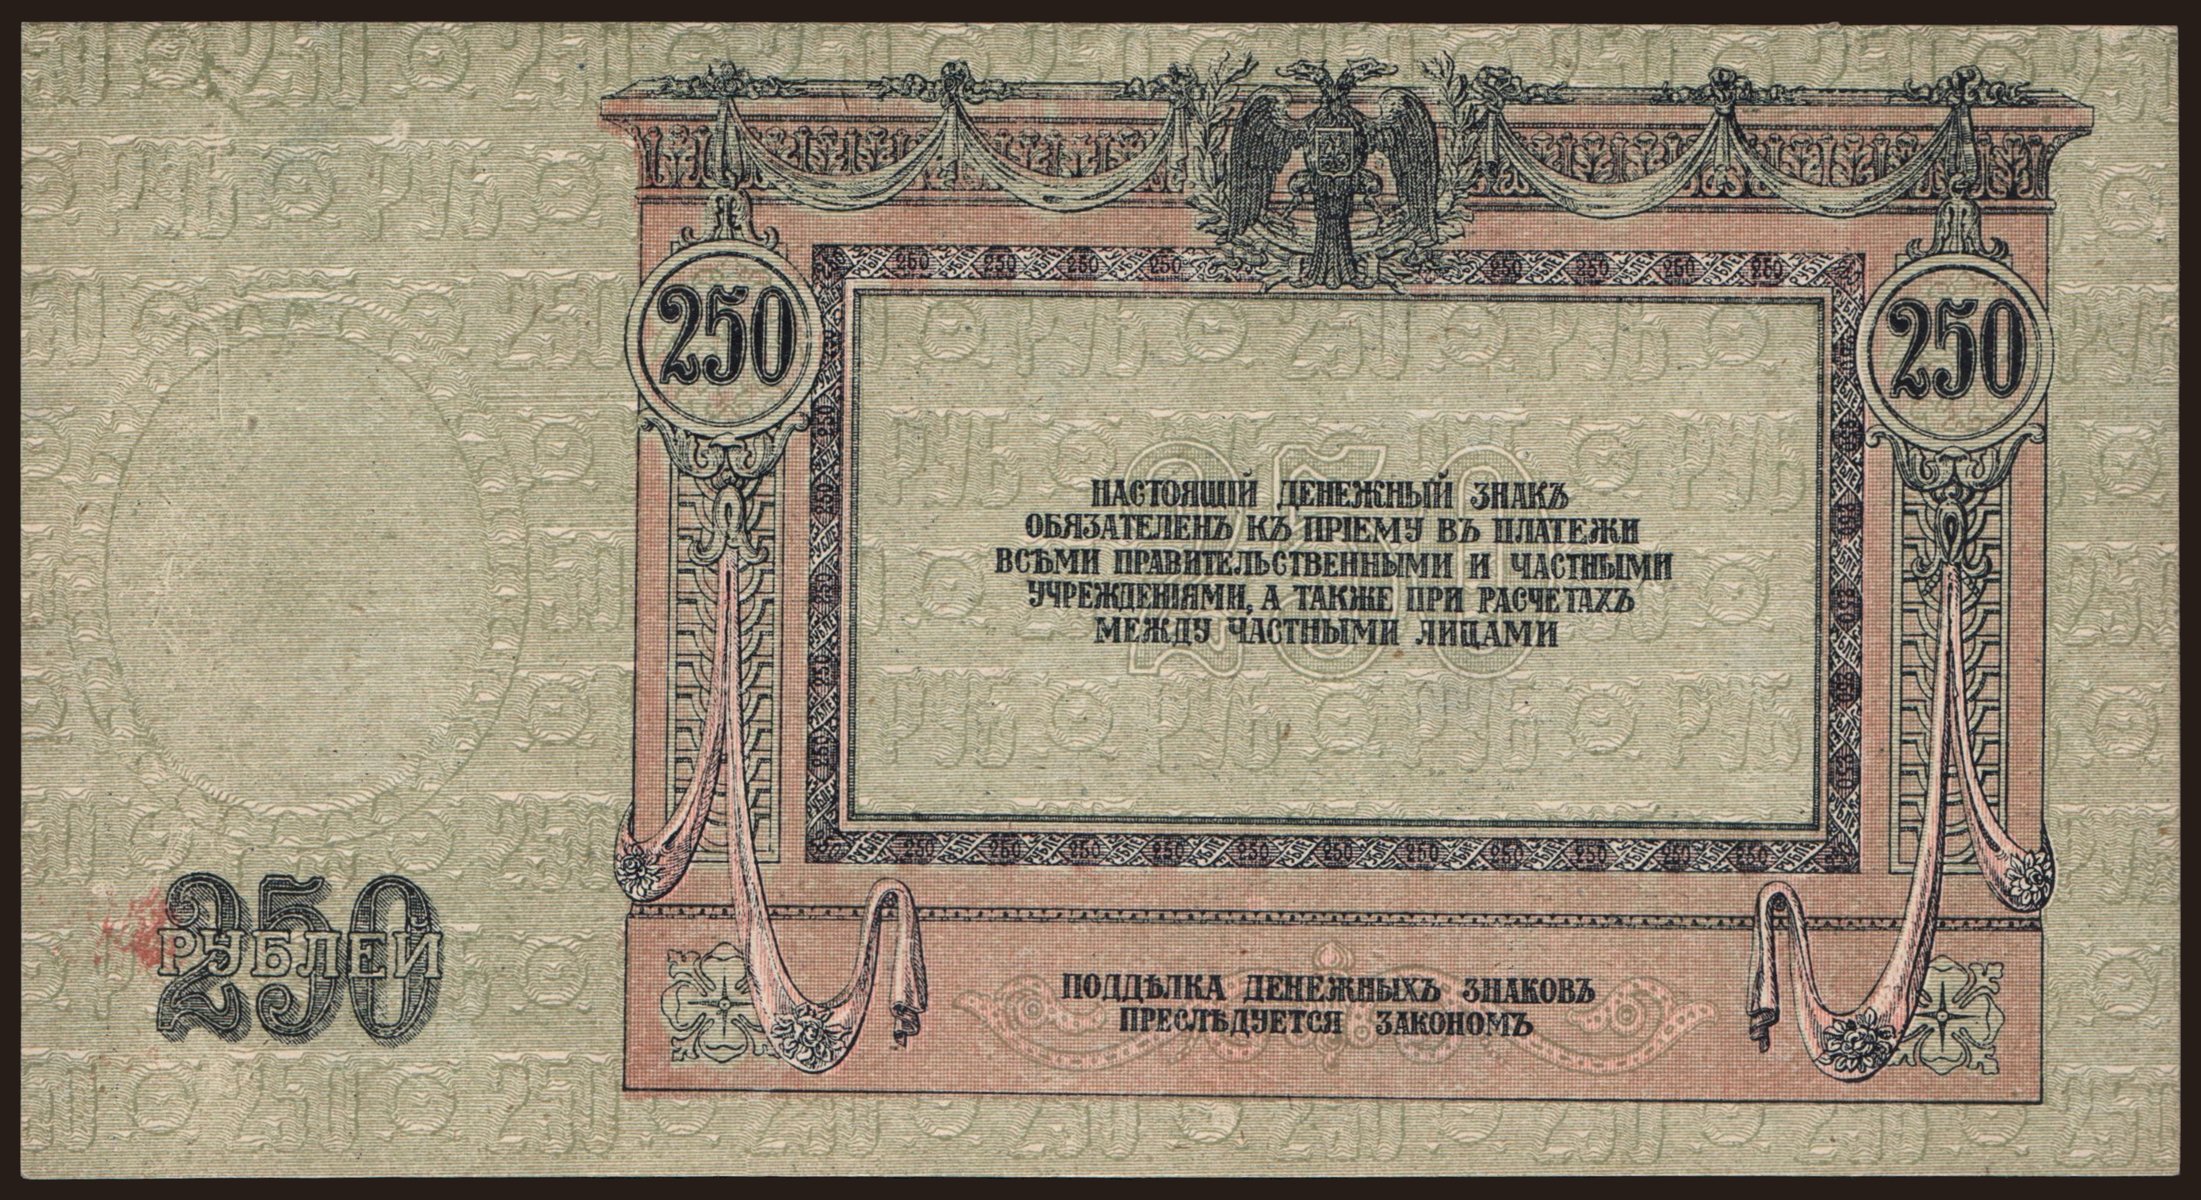 250
250
НАСТОЯЩІЙ ДЕНЕЖНЫЙ ЗНАКЪ
ОБЯЗАТЕЛЕНЪ КЪ ПРІЕМУ ВЪ ПЛАТЕЖИ
ВСѢМИ ПРАВИТЕЛЬСТВЕННЫМИ И ЧАСТНЫМИ
УЧРЕЖДЕНІЯМИ, А ТАКЖЕ ПРИ РАСЧЕТАХЪ
МЕЖДУ ЧАСТНЫМИ ЛИЦАМИ
250
РУБЛЕЙ
ПОДДѢЛКА ДЕНЕЖНЫХЪ ЗНАКОВЪ
ПРЕСЛѢДУЕТСЯ ЗАКОНОМЪ